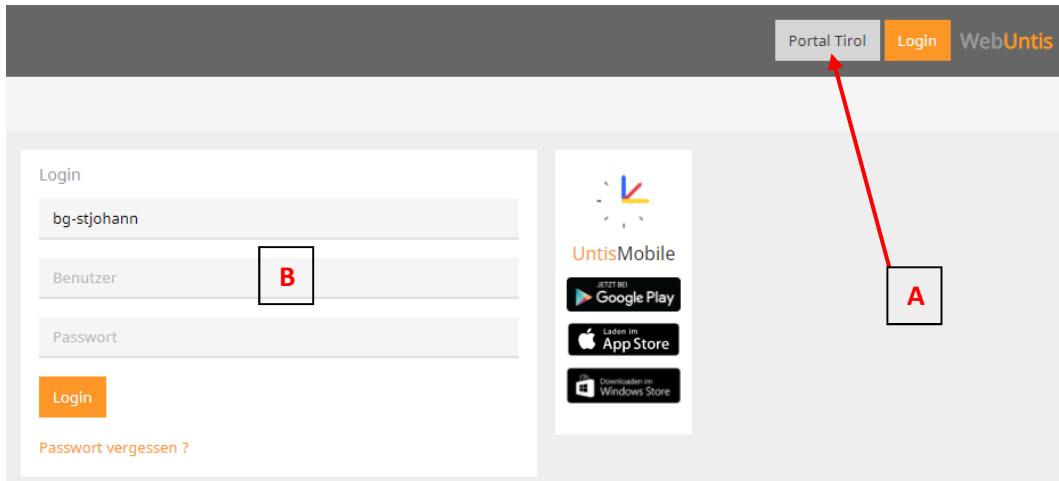 Portal Tirol Login WebUntis
Login
bg-stjohann
Benutzer
B
Passwort
Login
Passwort vergessen ?
UntisMobile
JETZT BEI
Google Play
Laden im
App Store
Downloaden im
Windows Store
A